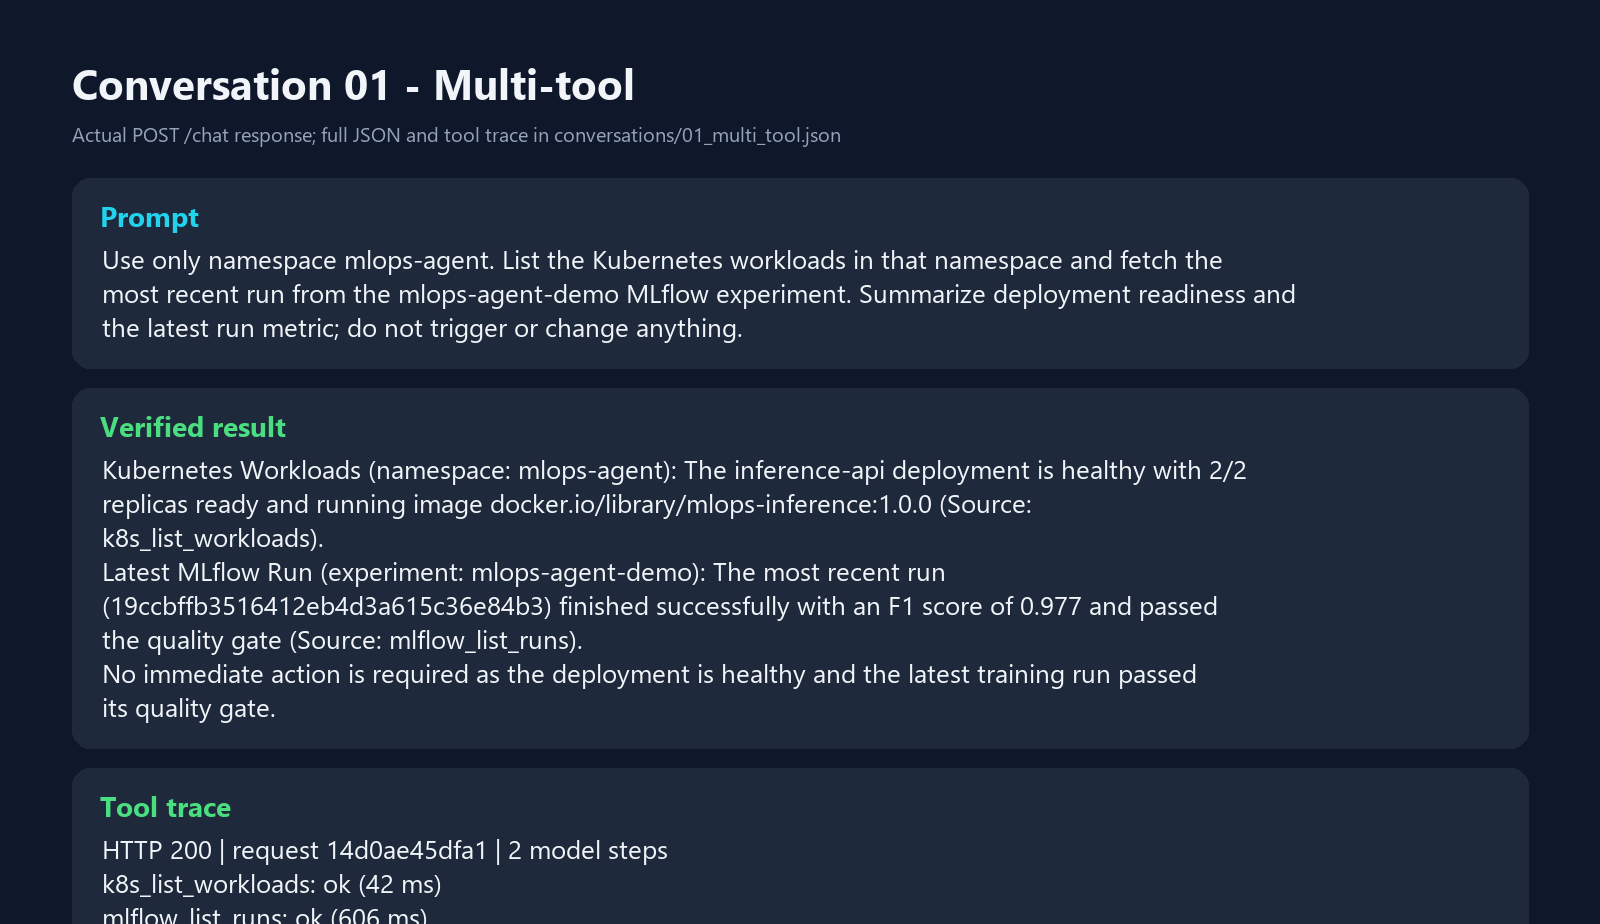 Conversation 01 - Multi-tool
Actual POST /chat response; full JSON and tool trace in conversations/01_multi_tool.json
Prompt
Use only namespace mlops-agent. List the Kubernetes workloads in that namespace and fetch the
most recent run from the mlops-agent-demo MLflow experiment. Summarize deployment readiness and
the latest run metric; do not trigger or change anything.
Verified result
Kubernetes Workloads (namespace: mlops-agent): The inference-api deployment is healthy with 2/2
replicas ready and running image docker.io/library/mlops-inference:1.0.0 (Source:
k8s_list_workloads).
Latest MLflow Run (experiment: mlops-agent-demo): The most recent run
(19ccbffb3516412eb4d3a615c36e84b3) finished successfully with an F1 score of 0.977 and passed
the quality gate (Source: mlflow_list_runs).
No immediate action is required as the deployment is healthy and the latest training run passed
its quality gate.
Tool trace
HTTP 200 | request 14d0ae45dfa1 | 2 model steps
k8s_list_workloads: ok (42 ms)
mlflow_list_runs: ok (606 ms)